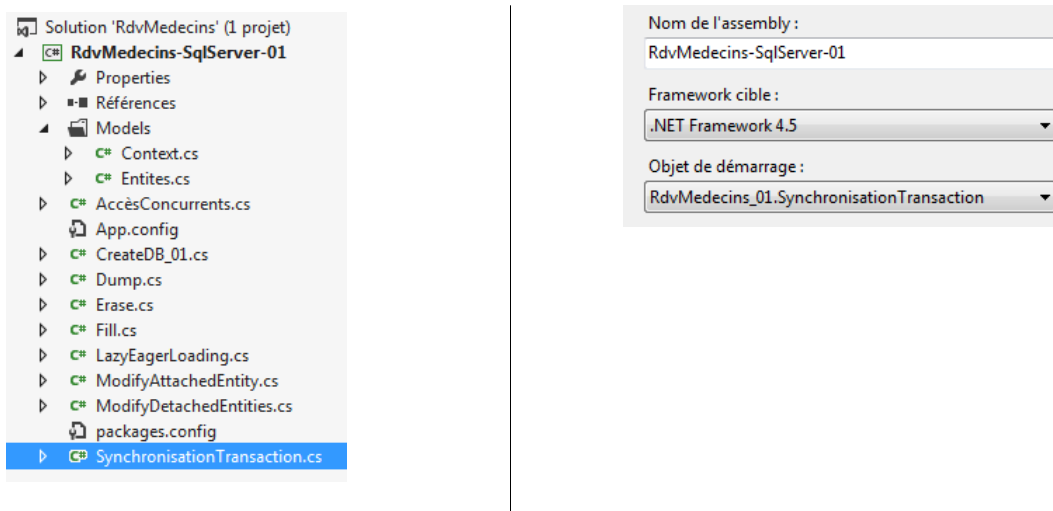 Solution 'RdvMedecins' (1 projet)
RdvMedecins-SqlServer-01
Properties
Références
Models
Context.cs
Entites.cs
AccèsConcurrents.cs
App.config
CreateDB_01.cs
Dump.cs
Erase.cs
Fill.cs
LazyEagerLoading.cs
ModifyAttachedEntity.cs
ModifyDetachedEntities.cs
packages.config
SynchronisationTransaction.cs
Nom de l'assembly :
RdvMedecins-SqlServer-01
Framework cible :
.NET Framework 4.5
Objet de démarrage :
RdvMedecins_01.SynchronisationTransaction